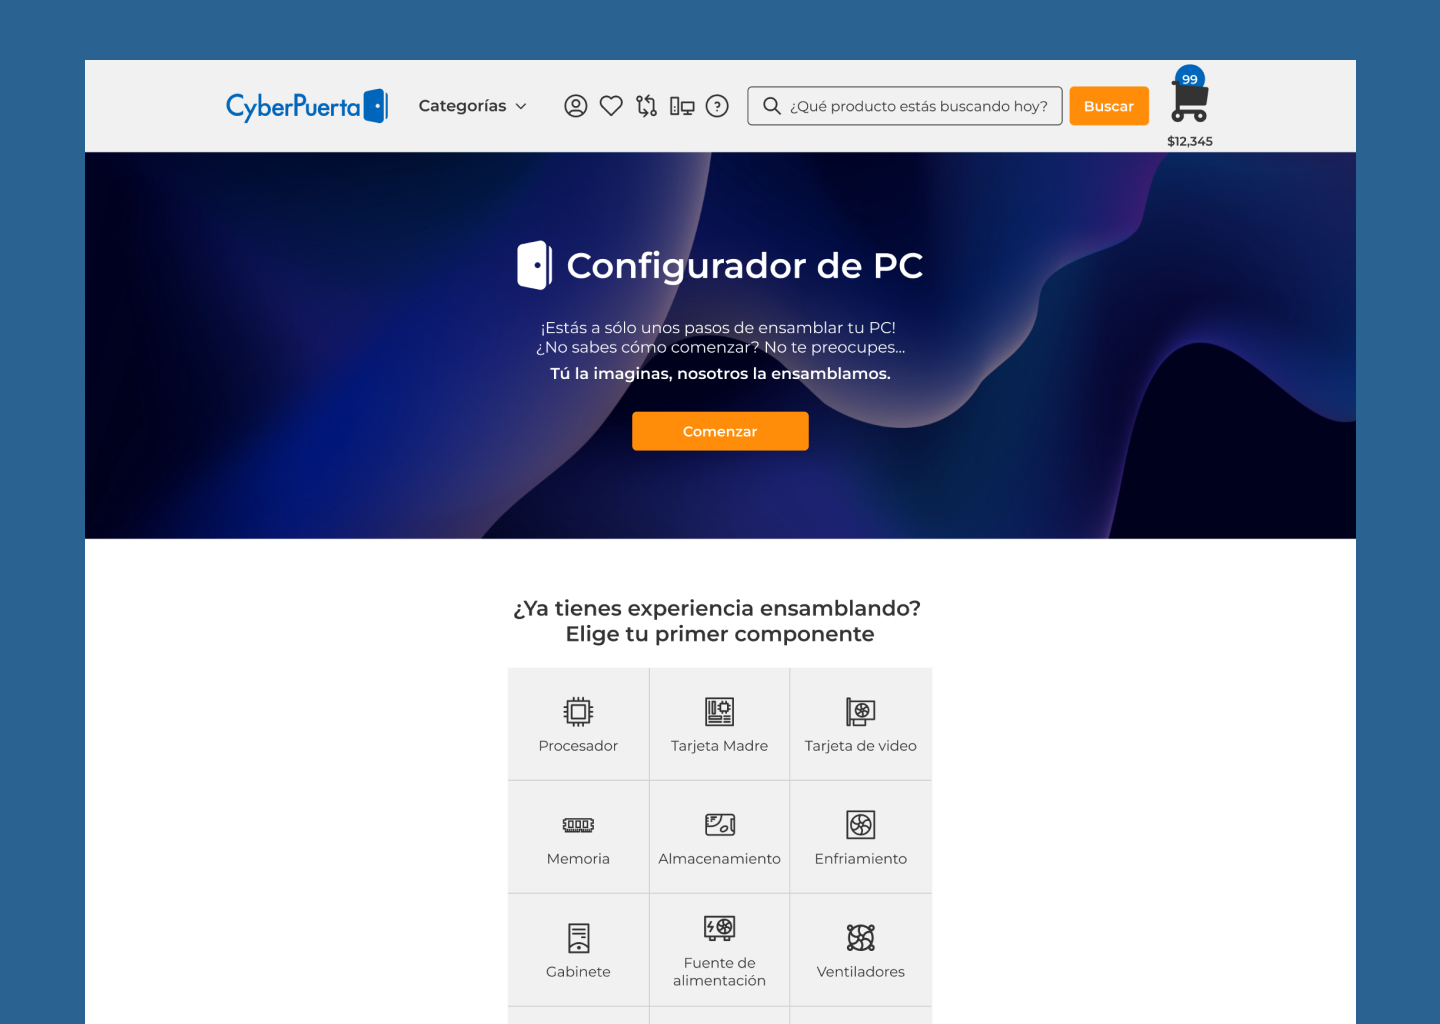 CyberPuerta
Categorías
?
¿Qué producto estás buscando hoy?
Buscar
99
$12,345
Configurador de PC
¡Estás a sólo unos pasos de ensamblar tu PC!
¿No sabes cómo comenzar? No te preocupes...
Tú la imaginas, nosotros la ensamblamos.
Comenzar
¿Ya tienes experiencia ensamblando?
Elige tu primer componente
Procesador
Tarjeta Madre
Tarjeta de video
Memoria
Almacenamiento
Enfriamiento
Gabinete
Fuente de
alimentación
Ventiladores